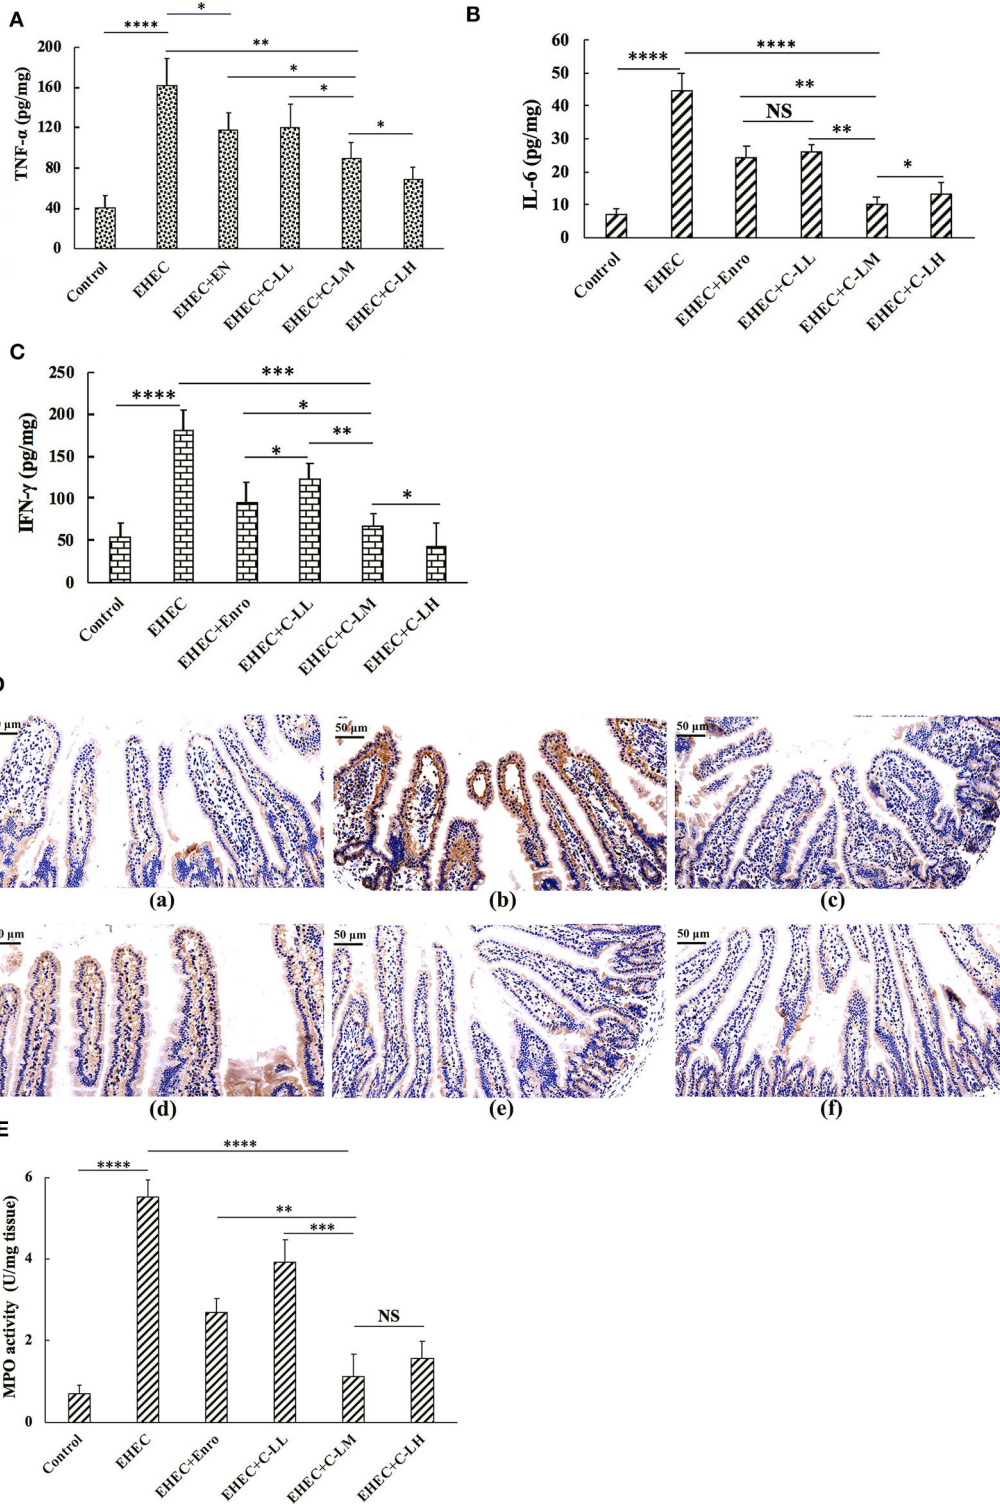 A
TNF-α (pg/mg)
200
160
120
80
40
0
****
*
**
*
*
*
Control
EHEC
EHEC+EN
EHEC+C-LL
EHEC+C-LM
EHEC+C-LH
B
IL-6 (pg/mg)
60
50
40
30
20
10
0
****
****
**
NS
**
*
Control
EHEC
EHEC+Enro
EHEC+C-LL
EHEC+C-LM
EHEC+C-LH
C
IFN-γ (pg/mg)
250
200
150
100
50
0
***
****
*
**
*
*
Control
EHEC
EHEC+Enro
EHEC+C-LL
EHEC+C-LM
EHEC+C-LH
D
0 μm
50 μm
50 μm
(a)
(b)
(c)
50 μm
50 μm
50 μm
(d)
(e)
(f)
E
MPO activity (U/mg tissue)
6
4
2
0
****
****
**
***
NS
Control
EHEC
EHEC+Enro
EHEC+C-LL
EHEC+C-LM
EHEC+C-LH